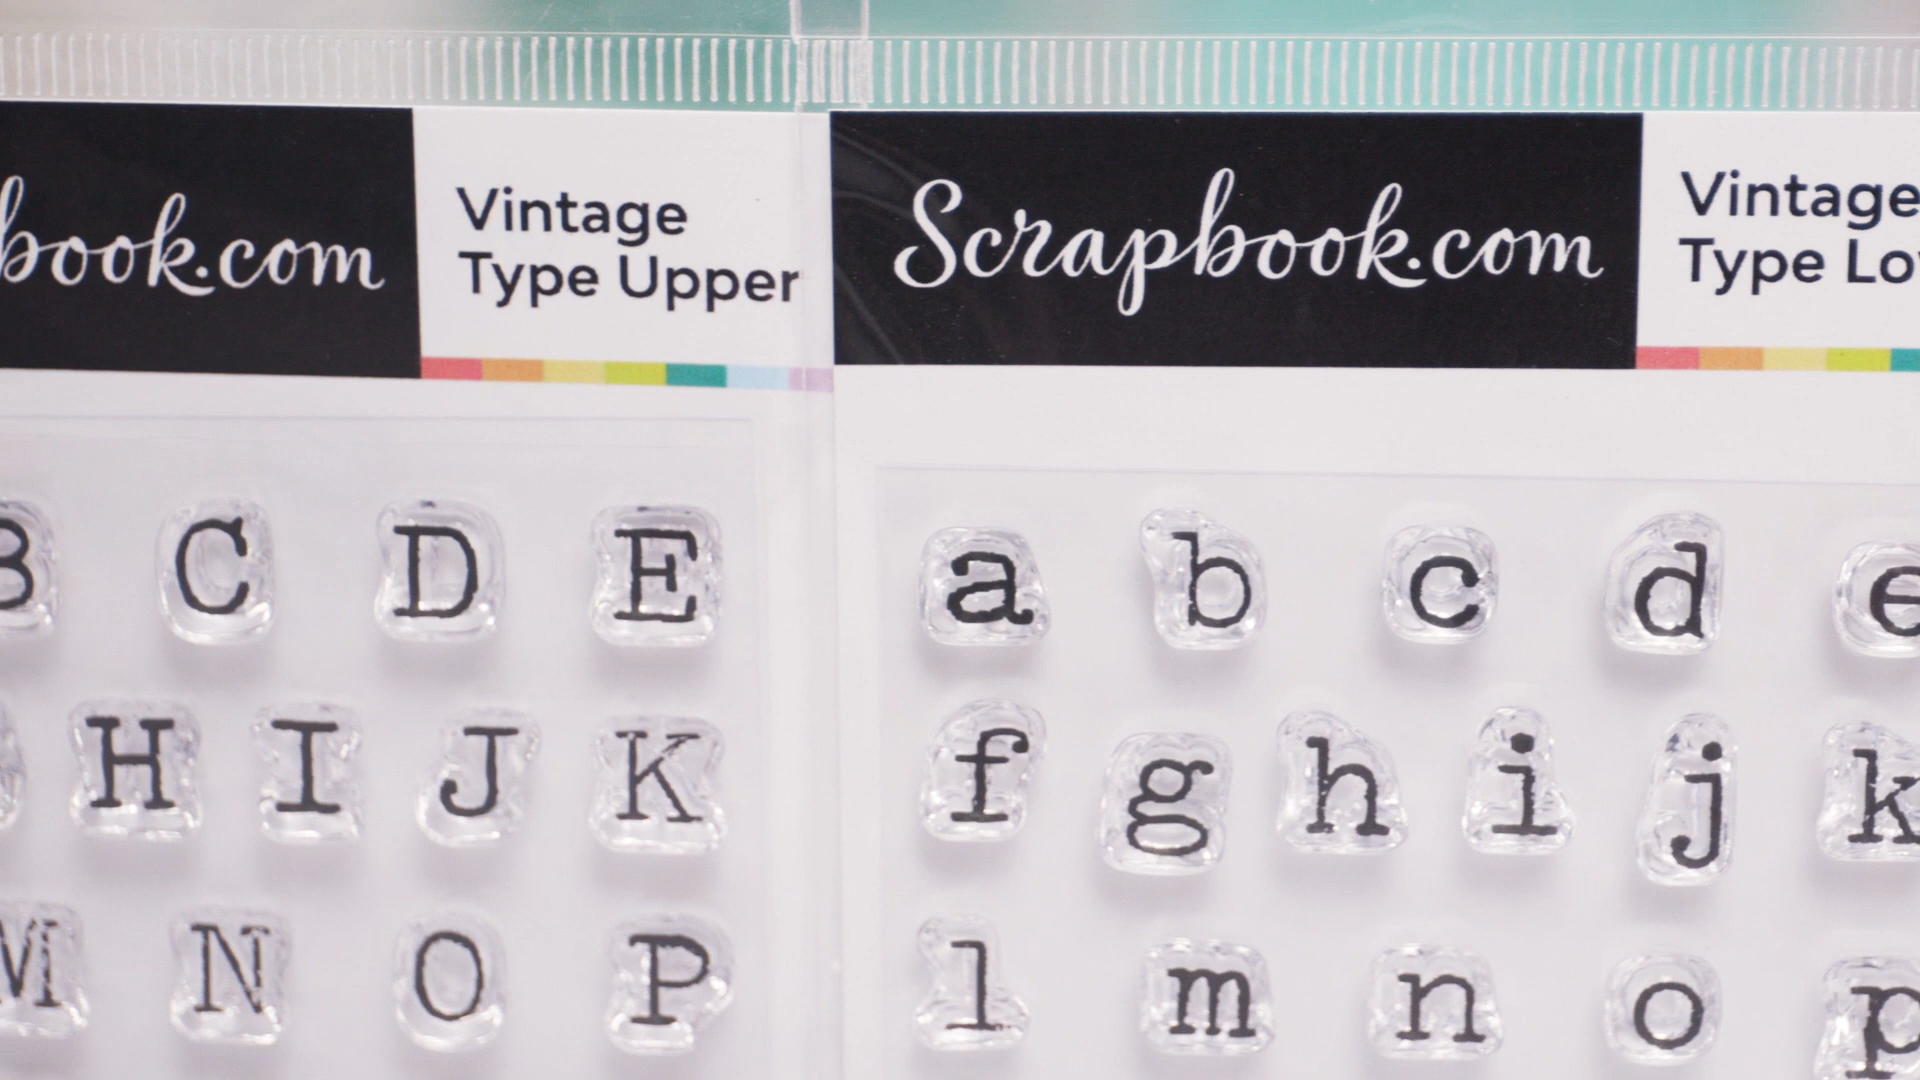 book.com
Vintage
Type Upper
B C D E
H I J K
M N O P
Scrapbook.com
Vintage
Type Lo
a b c d e
f g h i j k
l m n o p